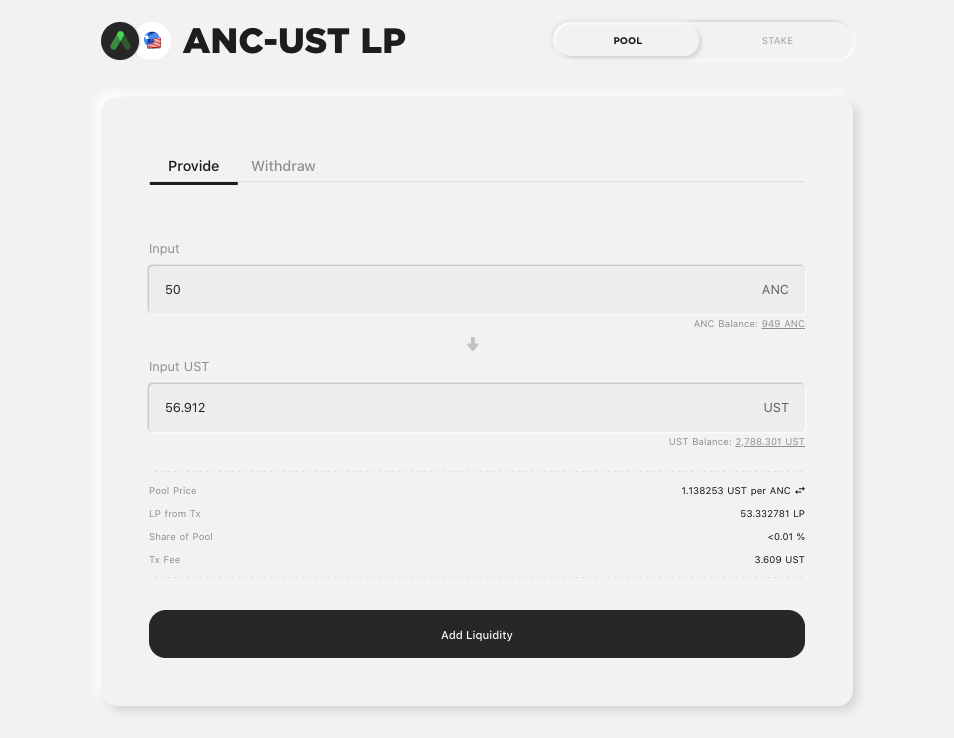 ANC-UST LP
POOL
STAKE
Provide
Withdraw
Input
50
ANC
ANC Balance: 949 ANC
Input UST
56.912
UST
UST Balance: 2,788.301 UST
Pool Price
1.138253 UST per ANC
LP from Tx
53.332781 LP
Share of Pool
<0.01 %
Tx Fee
3.609 UST
Add Liquidity